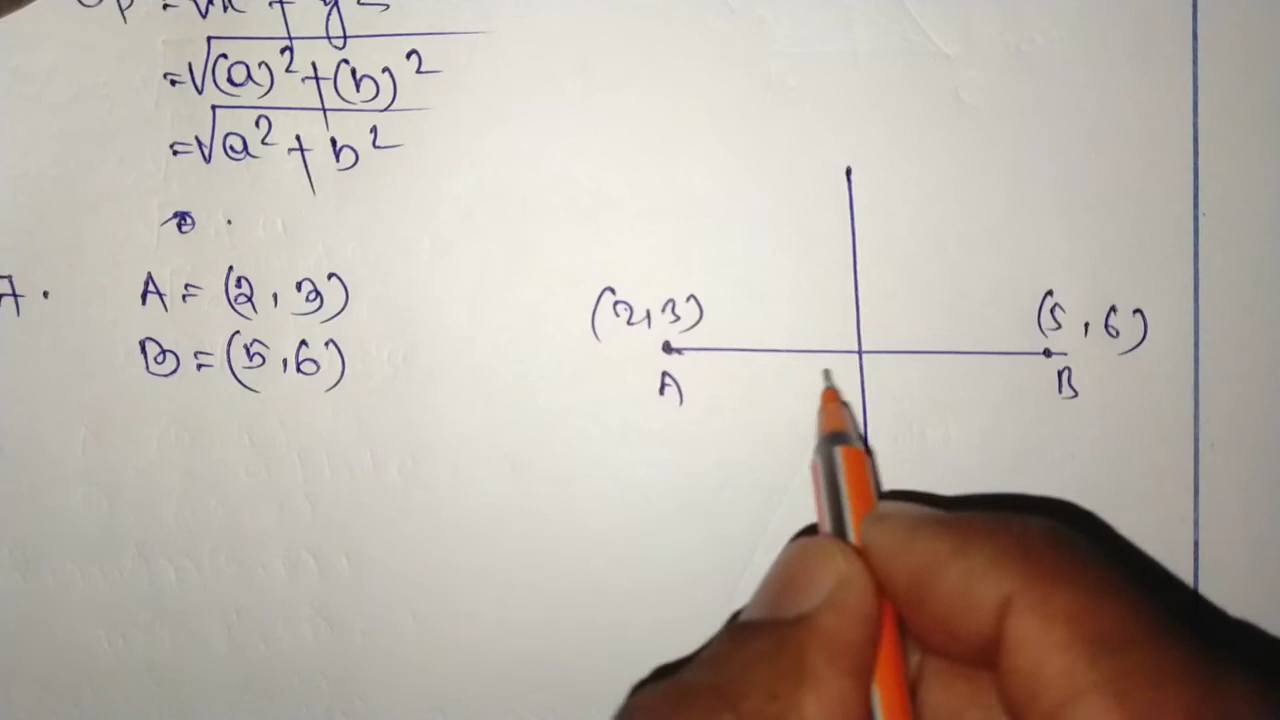 =√(a)²+(b)²
=√a²+b²
7. A = (2, 3)
B = (5,6)
(2,3)
(5,6)
A
B